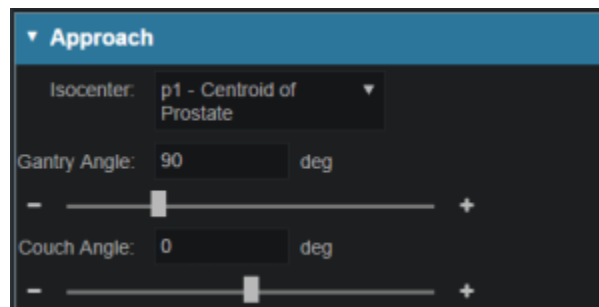 ▼ Approach
Isocenter: p1 - Centroid of ▼
Prostate
Gantry Angle: 90 deg
- +
Couch Angle: 0 deg
- +